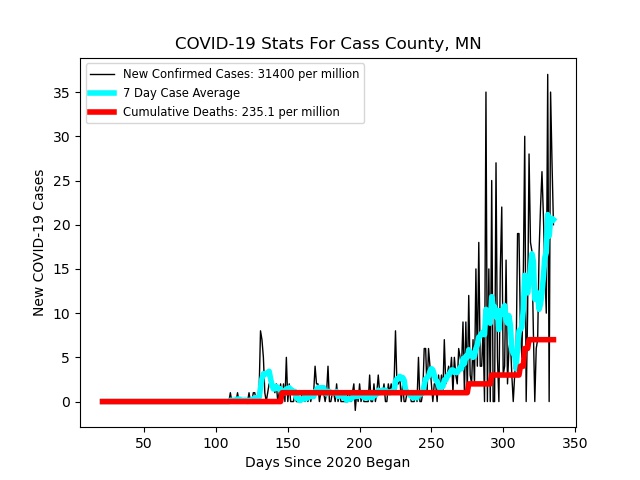 COVID-19 Stats For Cass County, MN
New Confirmed Cases: 31400 per million
7 Day Case Average
Cumulative Deaths: 235.1 per million
New COVID-19 Cases
35
30
25
20
15
10
5
0
50 100 150 200 250 300 350
Days Since 2020 Began